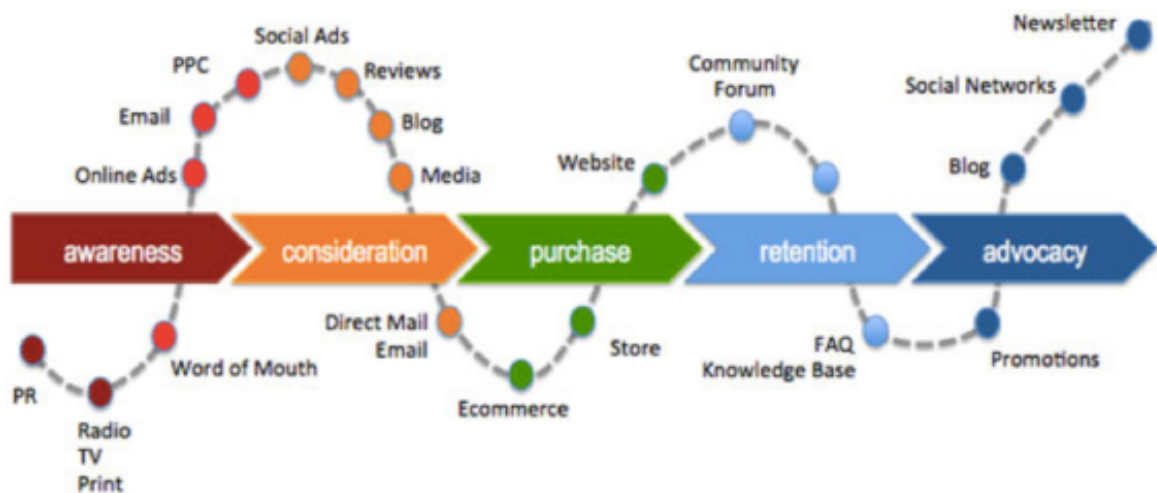 Newsletter
Social Ads
PPC
Reviews
Community
Forum
Social Networks
Email
Blog
Online Ads
Media
Website
Blog
awareness
consideration
purchase
retention
advocacy
PR
Word of Mouth
Direct Mail
Email
Store
FAQ
Knowledge Base
Promotions
Radio
TV
Print
Ecommerce